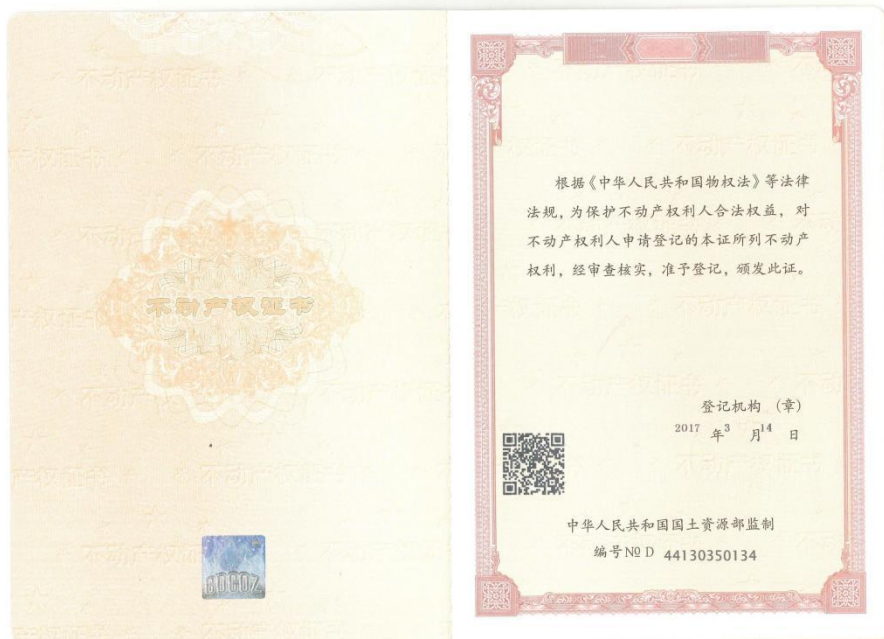 不动产权证书
根据《中华人民共和国物权法》等法律
法规，为保护不动产权利人合法权益，对
不动产权利人申请登记的本证所列不动产
权利，经审查核实，准予登记，颁发此证。
登记机构 （章）
2017 年3 月14 日
中华人民共和国国土资源部监制
编号№ D 44130350134